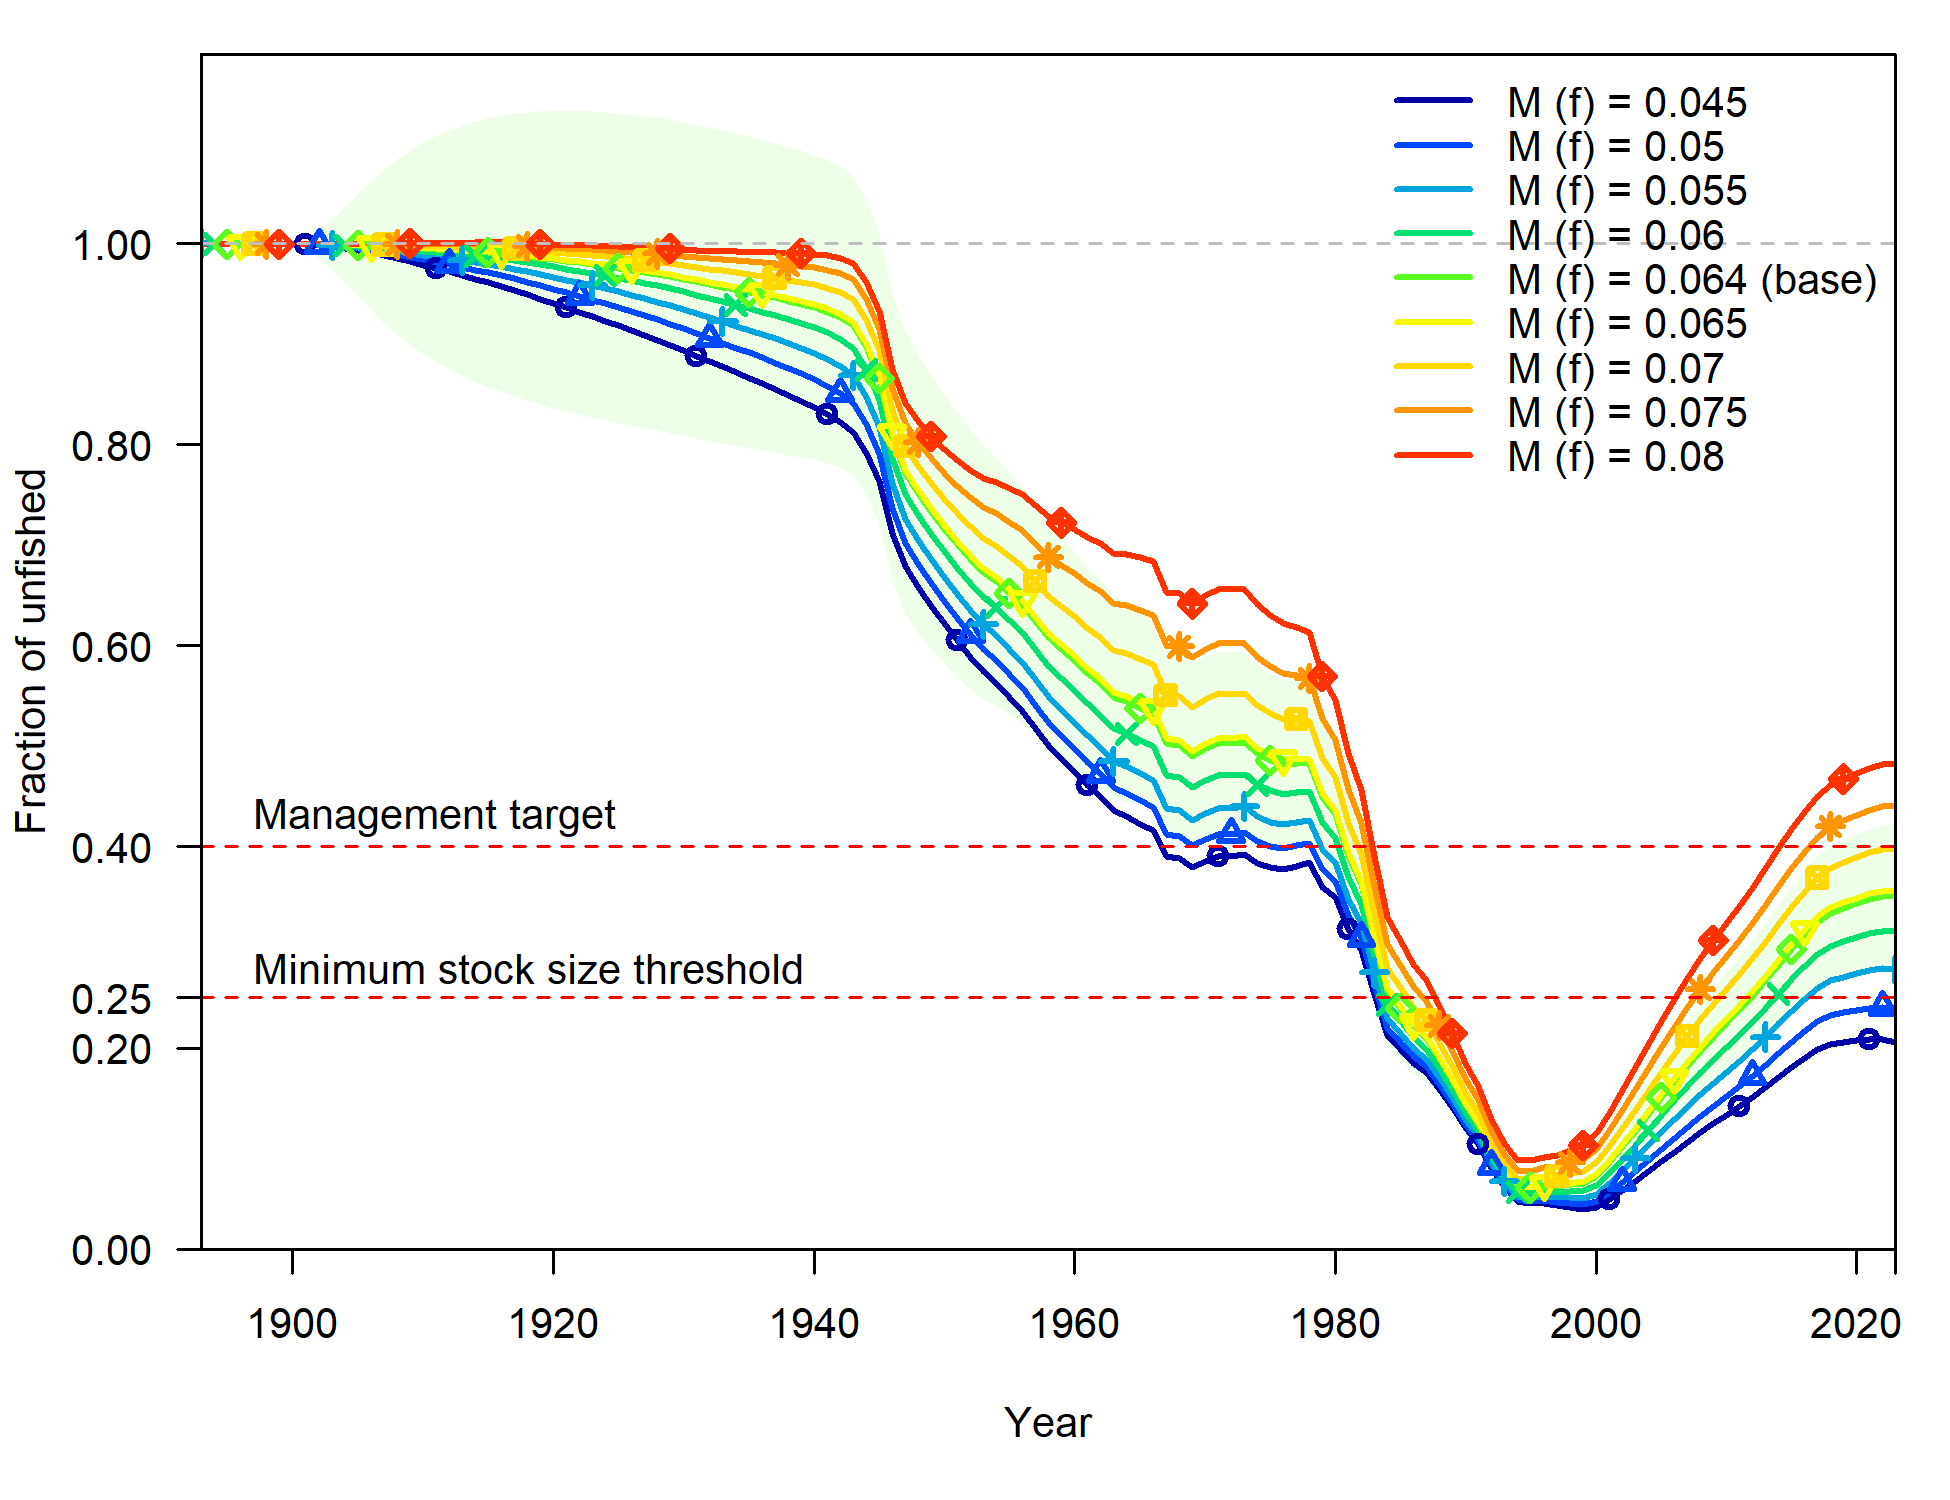 M (f) = 0.045
M (f) = 0.05
M (f) = 0.055
M (f) = 0.06
M (f) = 0.064 (base)
M (f) = 0.065
M (f) = 0.07
M (f) = 0.075
M (f) = 0.08
Fraction of unfished
1.00
0.80
0.60
0.40
0.25
0.20
0.00
Management target
Minimum stock size threshold
1900
1920
1940
1960
1980
2000
2020
Year